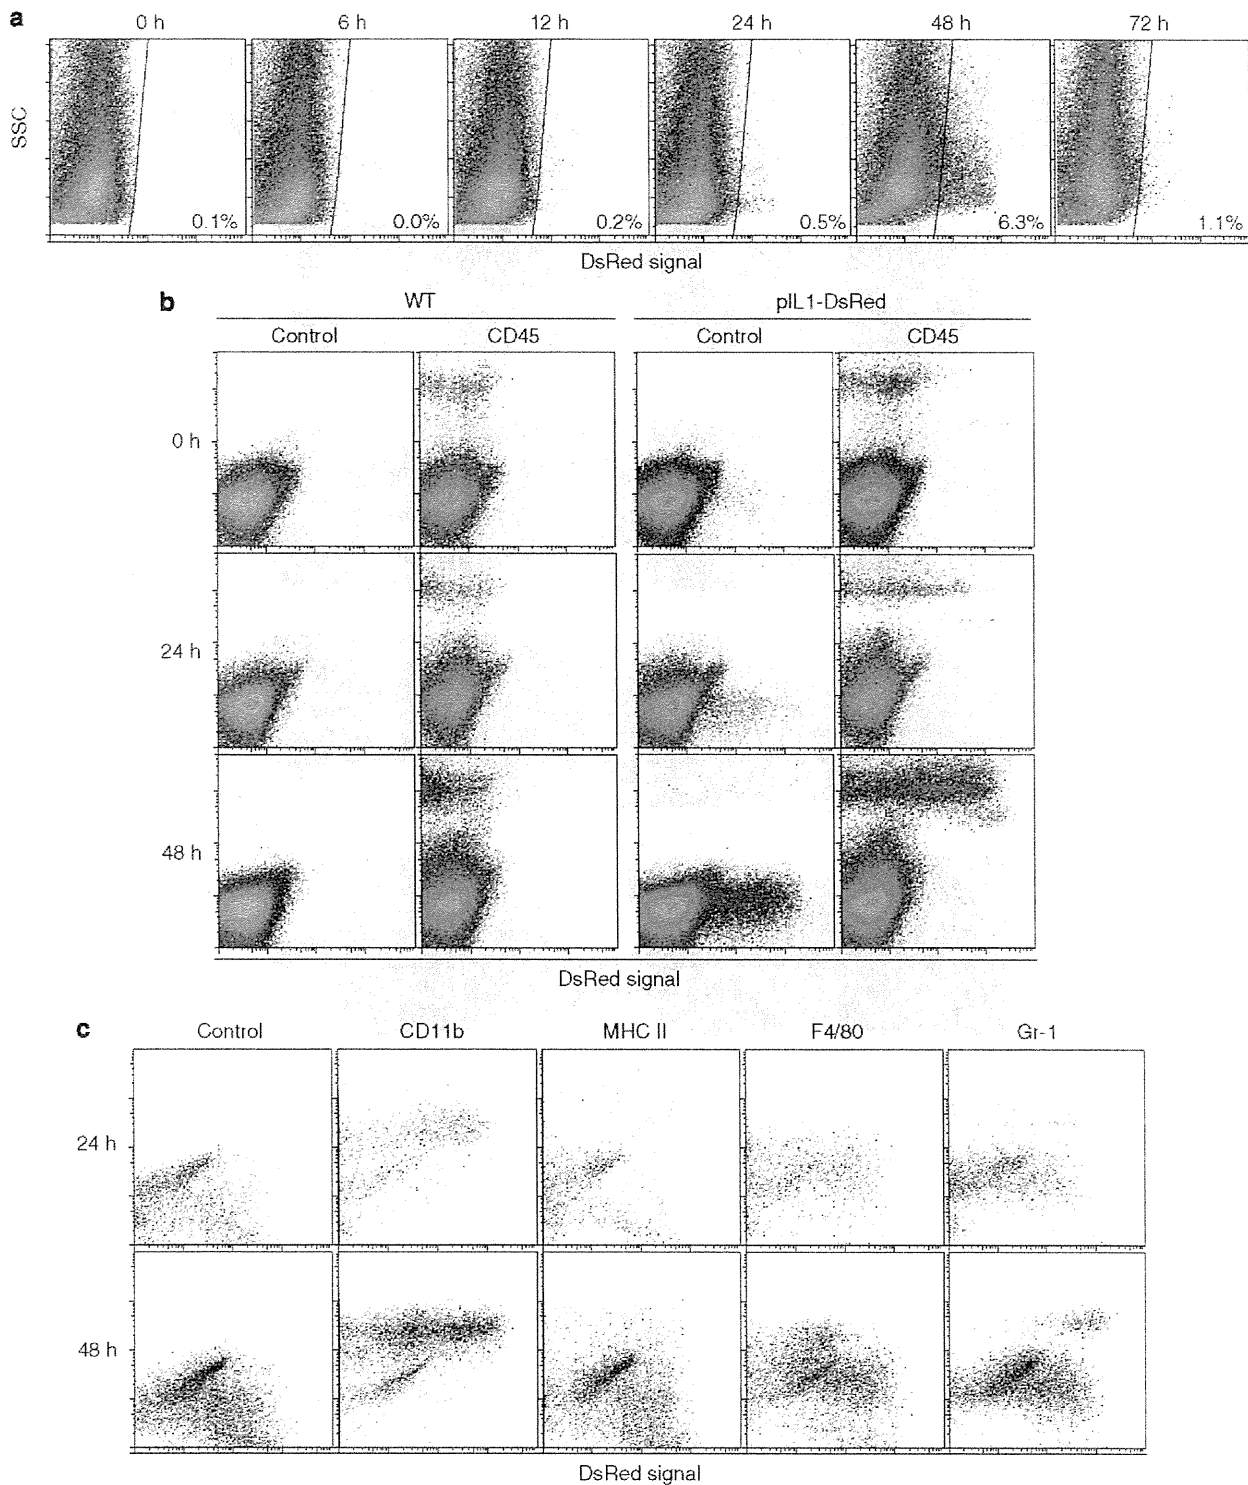 a
0 h 6 h 12 h 24 h 48 h 72 h
SSC
0.1% 0.0% 0.2% 0.5% 6.3% 1.1%
DsRed signal
b
WT pIL1-DsRed
Control CD45 Control CD45
0 h
24 h
48 h
DsRed signal
c
Control CD11b MHC II F4/80 Gr-1
24 h
48 h
DsRed signal